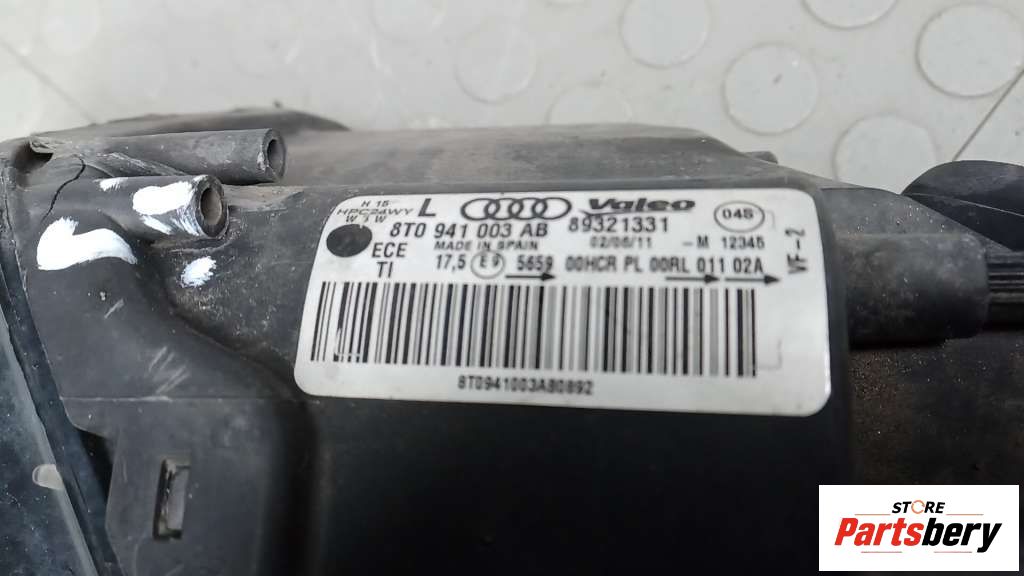 H 15
HPC24WY L Valeo 04S
W 5 W
8T0 941 003 AB 89321331
ECE MADE IN SPAIN 02/06/11 -M 12345
TI 17,5 E9 5659 00HCR PL 00RL 011 02A VF-2
8T0941003AB0892
STORE
Partsbery